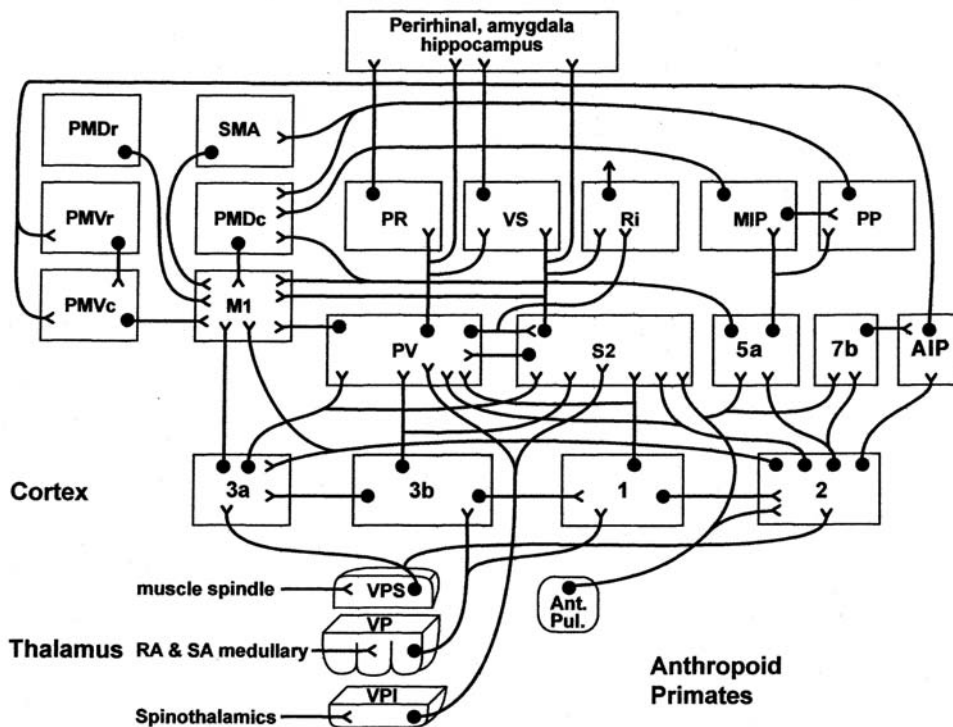 Perirhinal, amygdala
hippocampus
PMDr
SMA
PMVr
PMDc
PR
VS
Ri
MIP
PP
PMVc
M1
PV
S2
5a
7b
AIP
Cortex
3a
3b
1
2
muscle spindle
VPS
Ant.
Pul.
VP
Thalamus
RA & SA medullary
Anthropoid
Primates
VPI
Spinothalamics